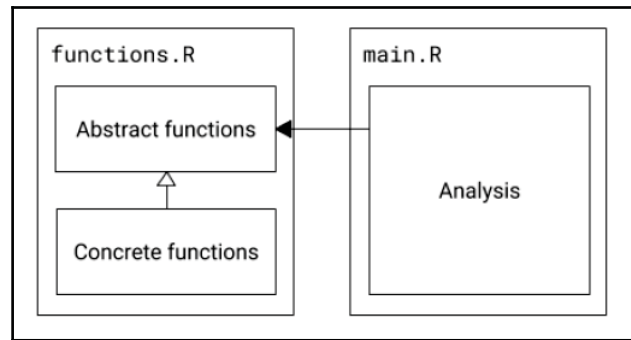 functions.R
Abstract functions
Concrete functions
main.R
Analysis